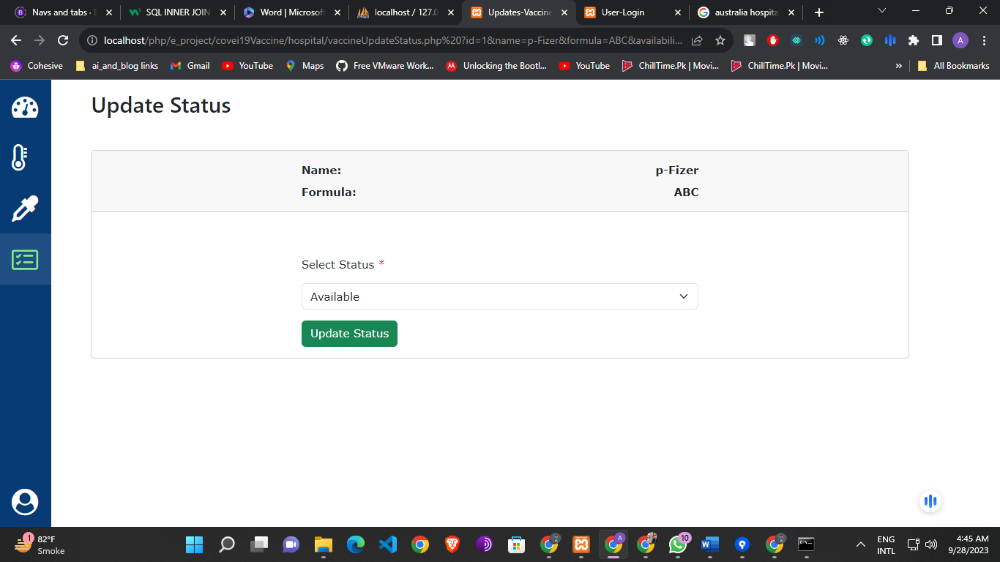 Navs and tabs ·
SQL INNER JOIN
Word | Microsof
localhost / 127.0
Updates-Vaccine
User-Login
australia hospita
localhost/php/e_project/covei19Vaccine/hospital/vaccineUpdateStatus.php%20?id=1&name=p-Fizer&formula=ABC&availabili...
A
Cohesive
ai_and_blog links
Gmail
YouTube
Maps
Free VMware Work...
Unlocking the Bootl...
YouTube
ChillTime.Pk | Movi...
ChillTime.Pk | Movi...
»
All Bookmarks
Update Status
Name: p-Fizer
Formula: ABC
Select Status *
Available
Update Status
1
82°F
Smoke
A
10
ENG
INTL
4:45 AM
9/28/2023